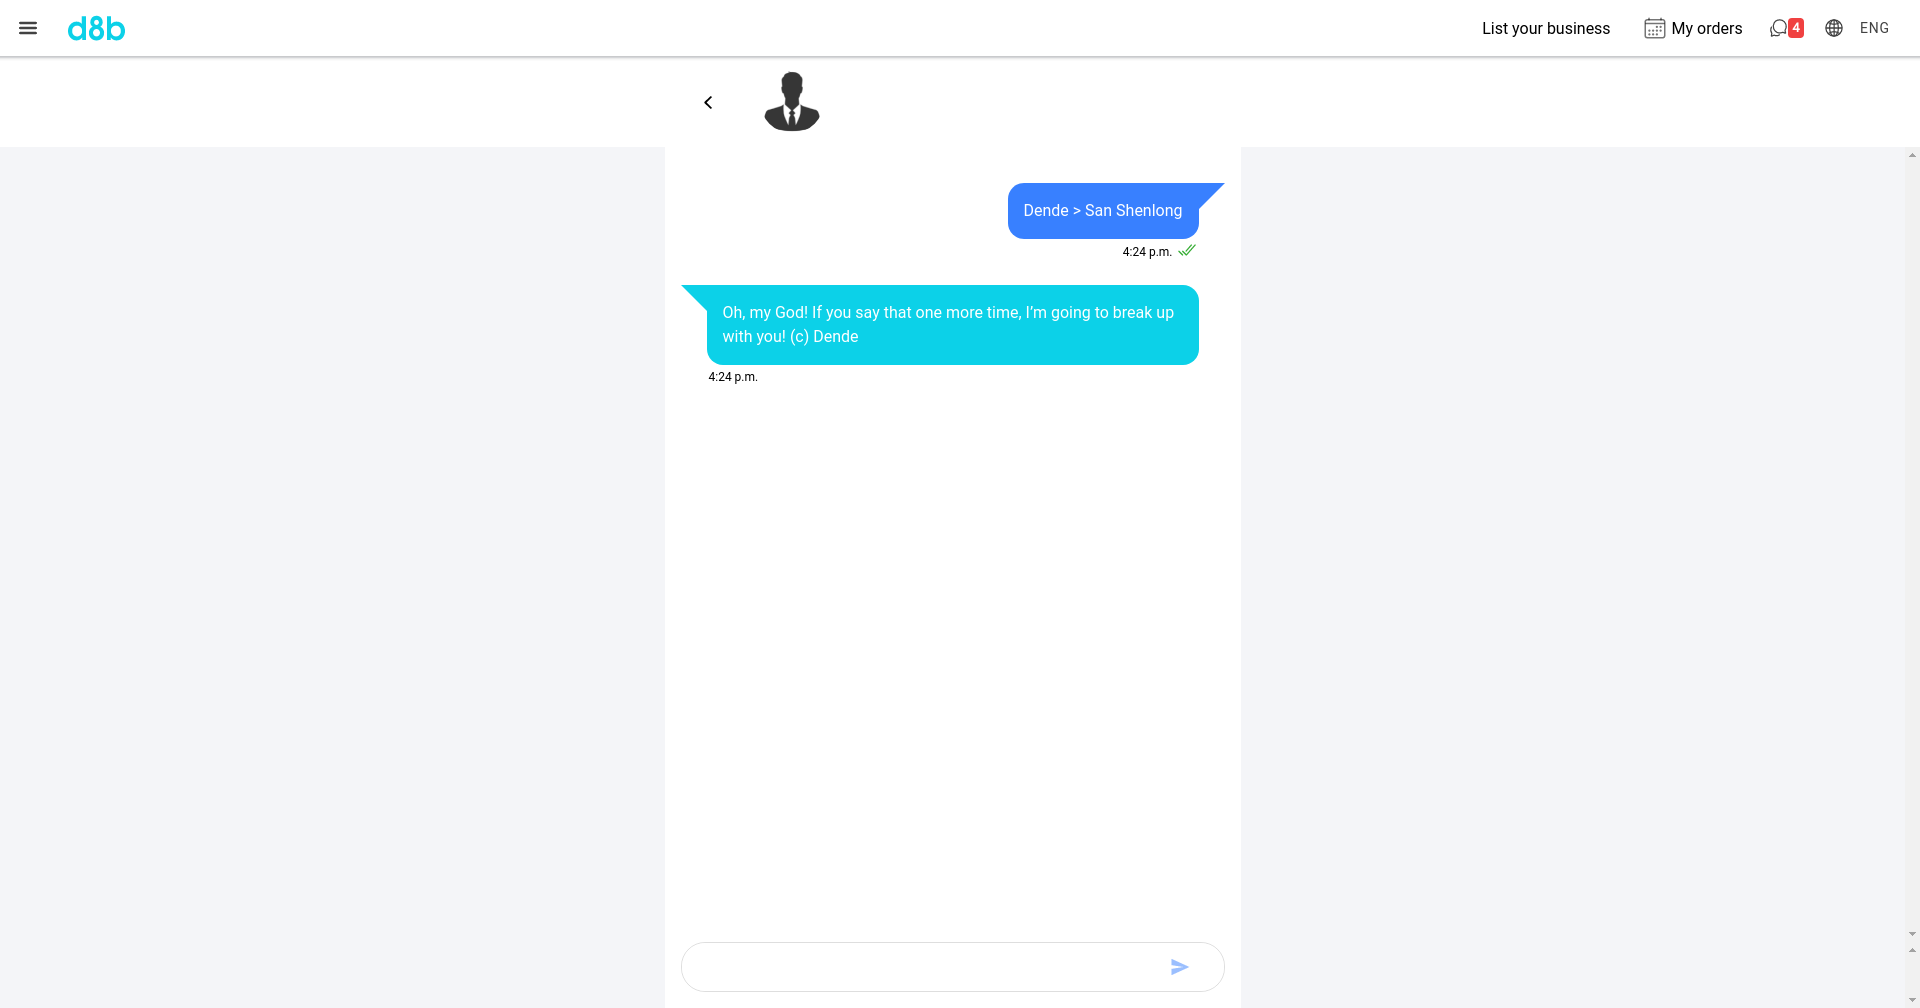 d8b
List your business
My orders
4
ENG
Dende > San Shenlong
4:24 p.m.
Oh, my God! If you say that one more time, I'm going to break up
with you! (c) Dende
4:24 p.m.